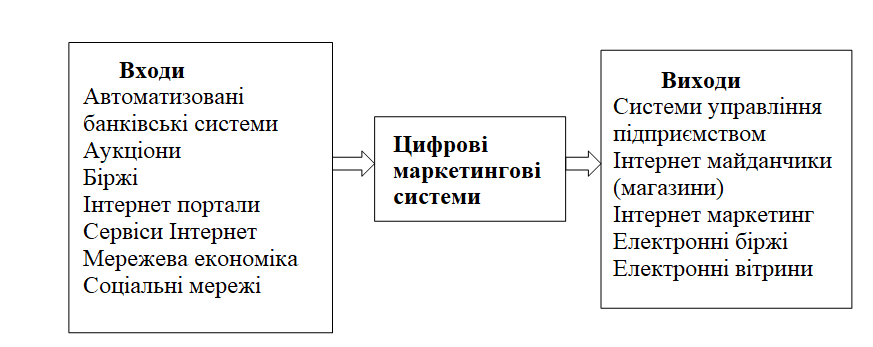 Входи
Автоматизовані
банківські системи
Аукціони
Біржі
Інтернет портали
Сервіси Інтернет
Мережева економіка
Соціальні мережі
Цифрові
маркетингові
системи
Виходи
Системи управління
підприємством
Інтернет майданчики
(магазини)
Інтернет маркетинг
Електронні біржі
Електронні вітрини